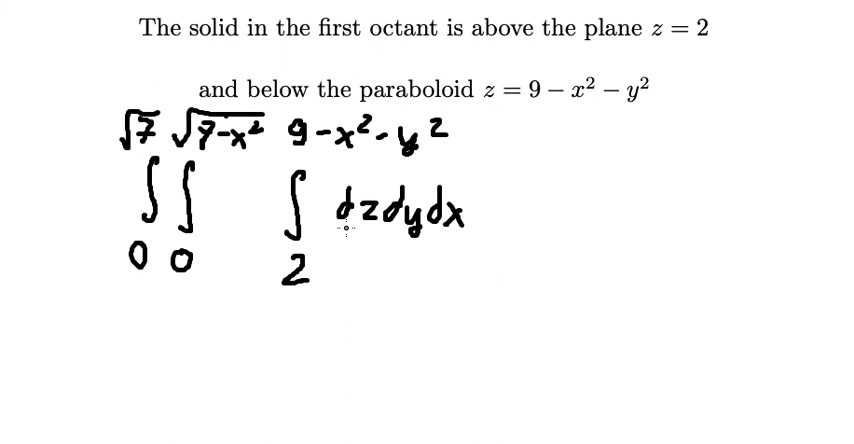 The solid in the first octant is above the plane z = 2
and below the paraboloid z = 9 − x² − y²
√7 √(7-x²) 9-x²-y²
∫ ∫ ∫ dzdydx
0 0 2